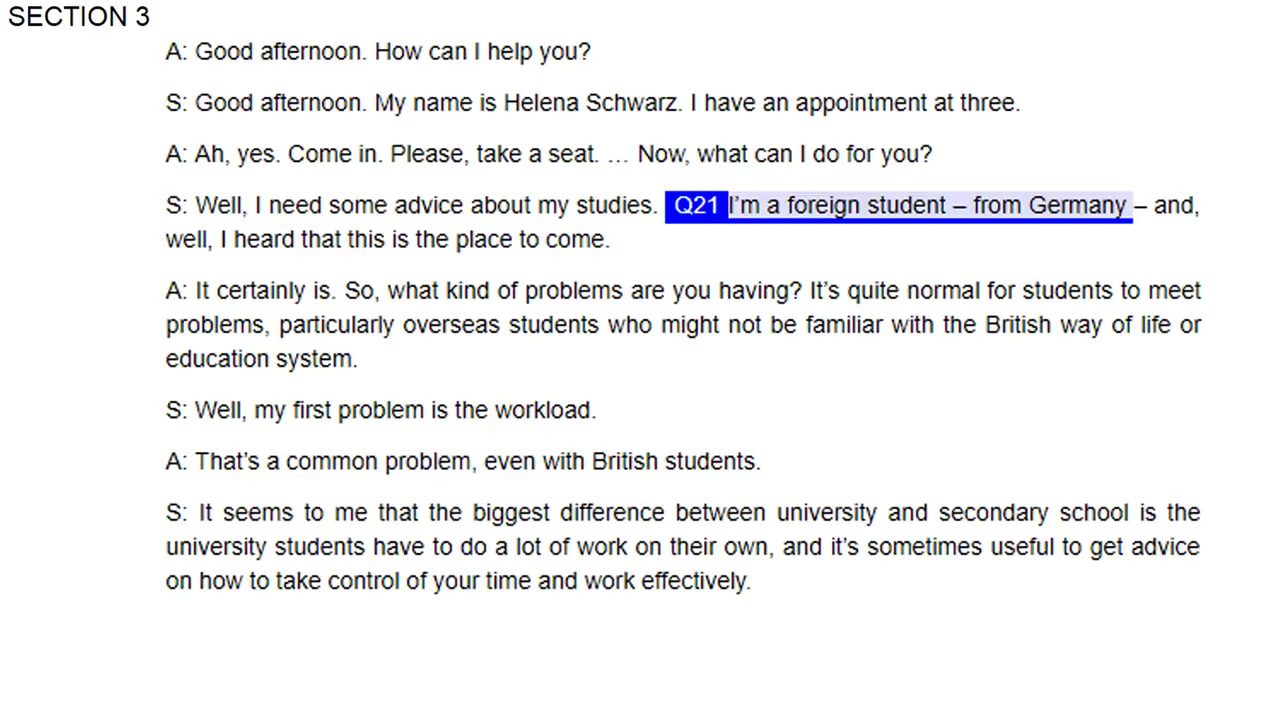 SECTION 3
A: Good afternoon. How can I help you?
S: Good afternoon. My name is Helena Schwarz. I have an appointment at three.
A: Ah, yes. Come in. Please, take a seat. … Now, what can I do for you?
S: Well, I need some advice about my studies. Q21 I’m a foreign student – from Germany – and,
well, I heard that this is the place to come.
A: It certainly is. So, what kind of problems are you having? It’s quite normal for students to meet
problems, particularly overseas students who might not be familiar with the British way of life or
education system.
S: Well, my first problem is the workload.
A: That’s a common problem, even with British students.
S: It seems to me that the biggest difference between university and secondary school is the
university students have to do a lot of work on their own, and it’s sometimes useful to get advice
on how to take control of your time and work effectively.